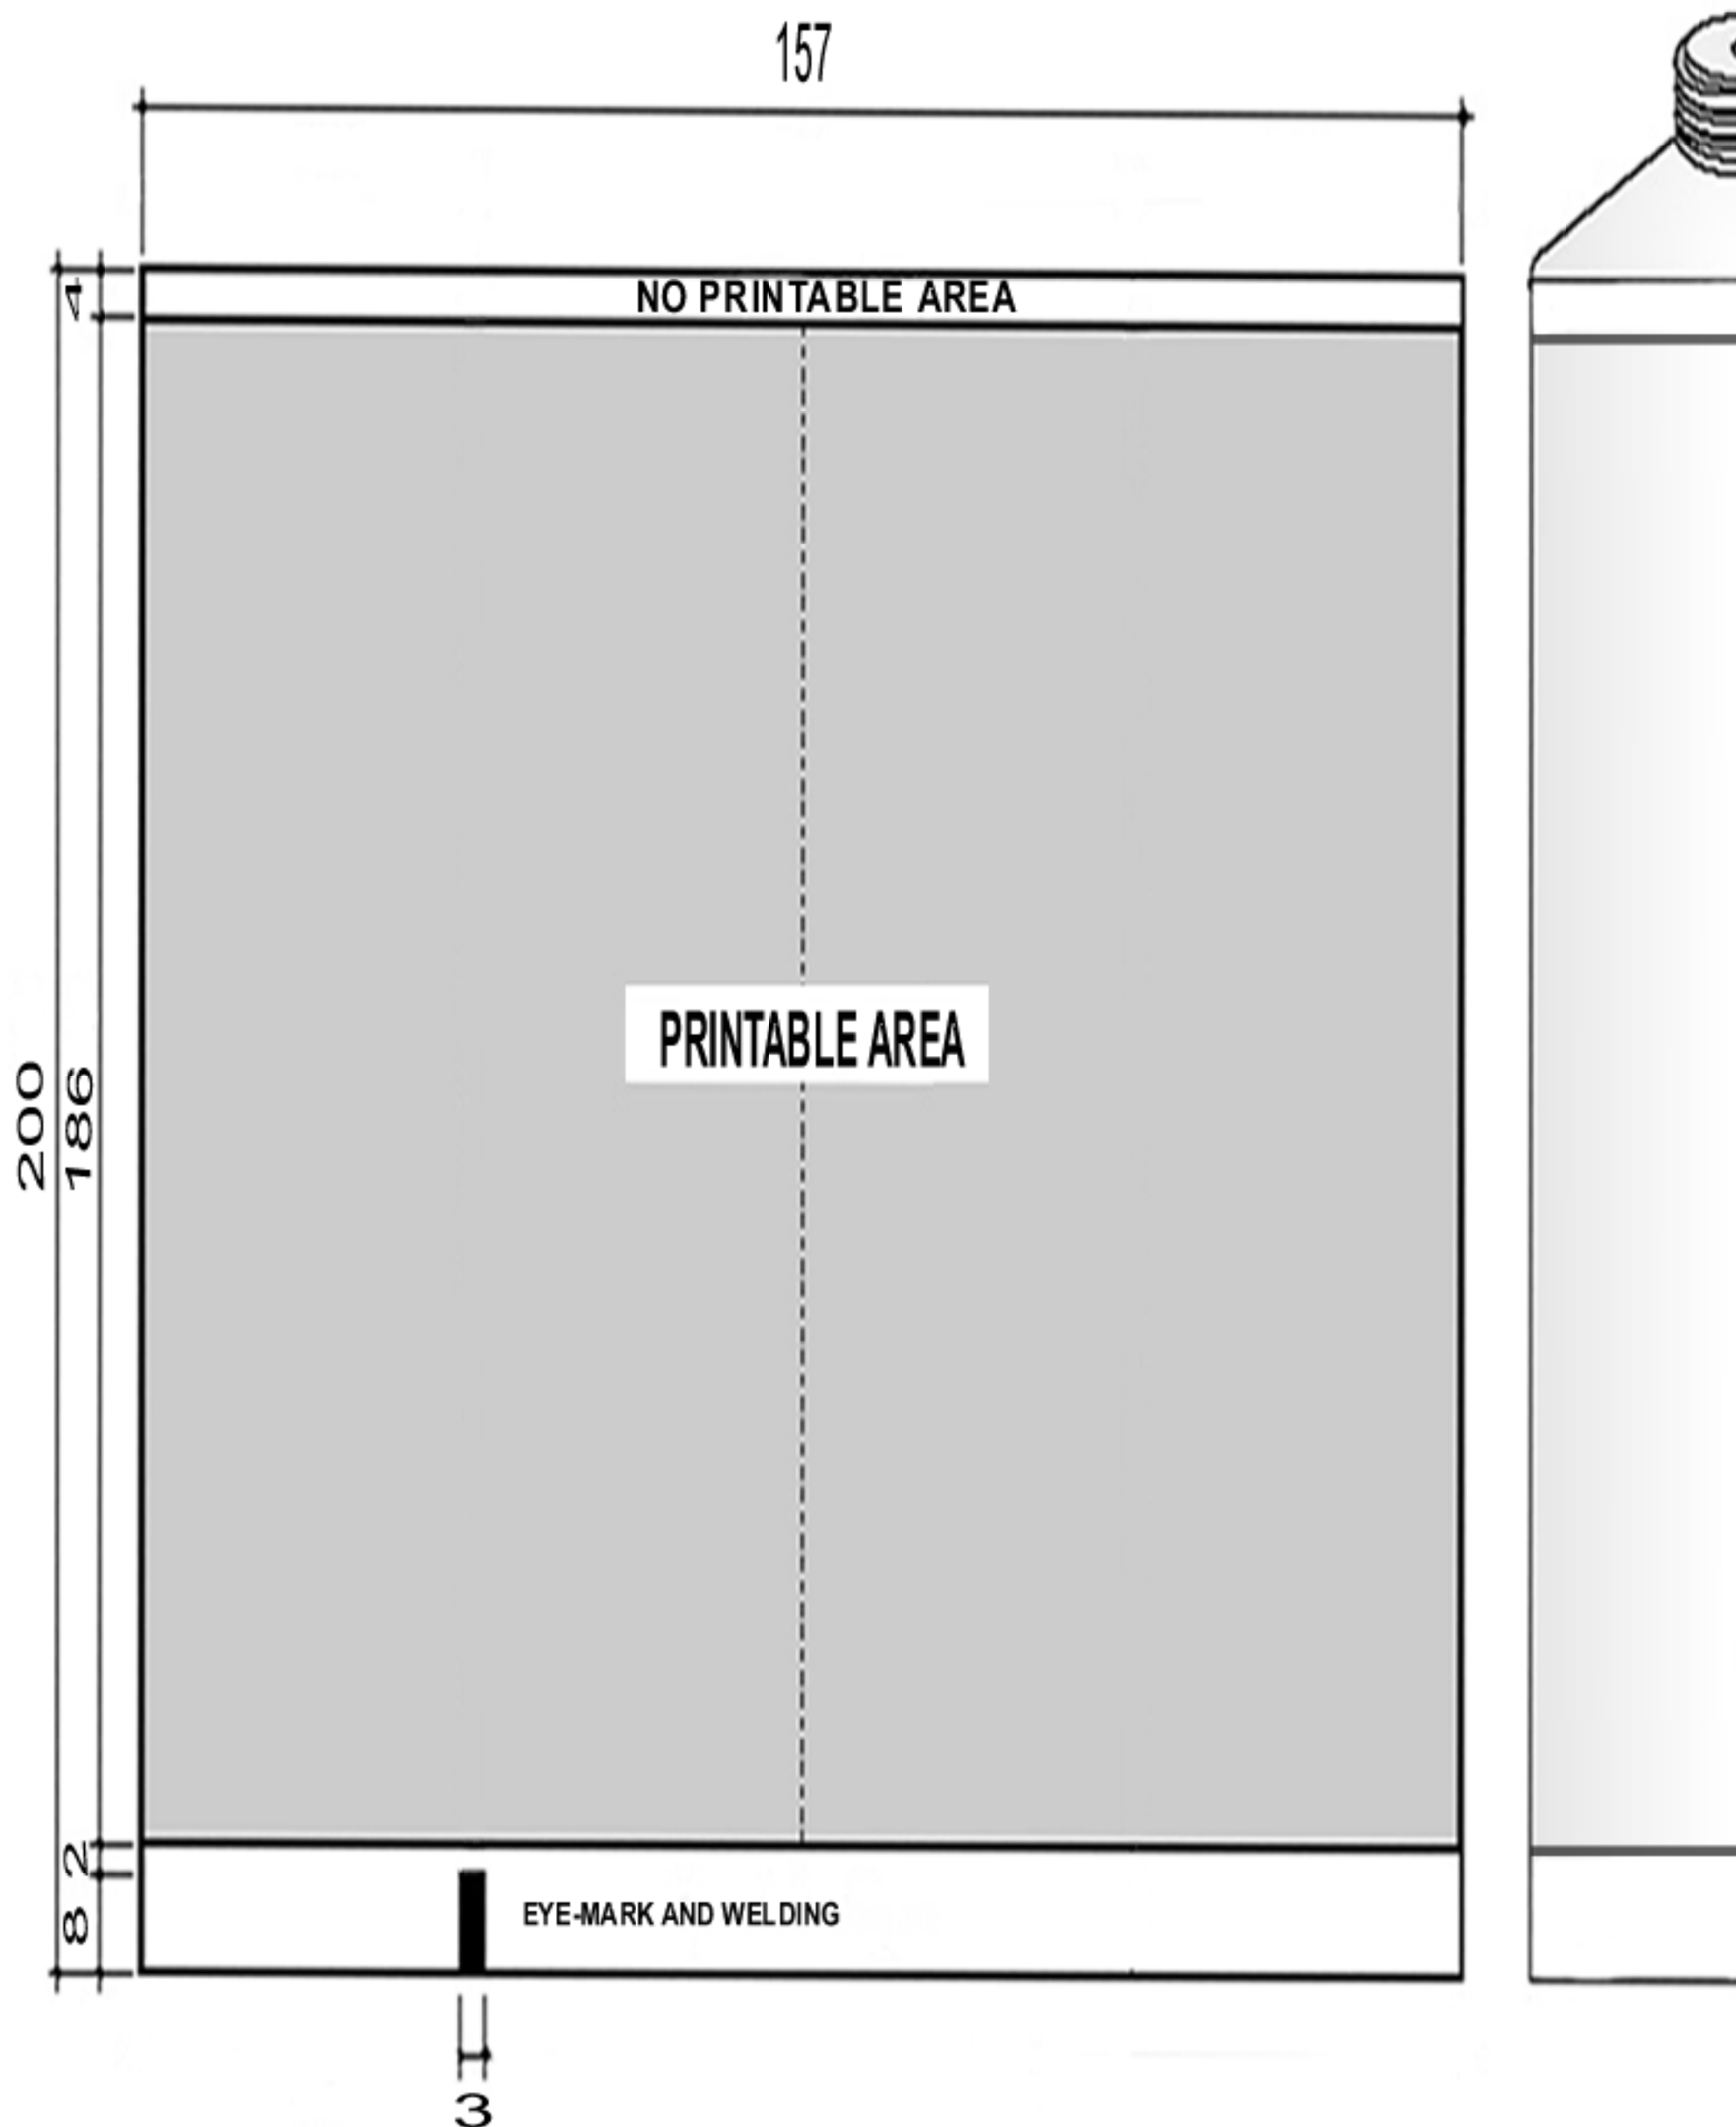 157
4
NO PRINTABLE AREA
PRINTABLE AREA
200
186
2
8
EYE-MARK AND WELDING
3